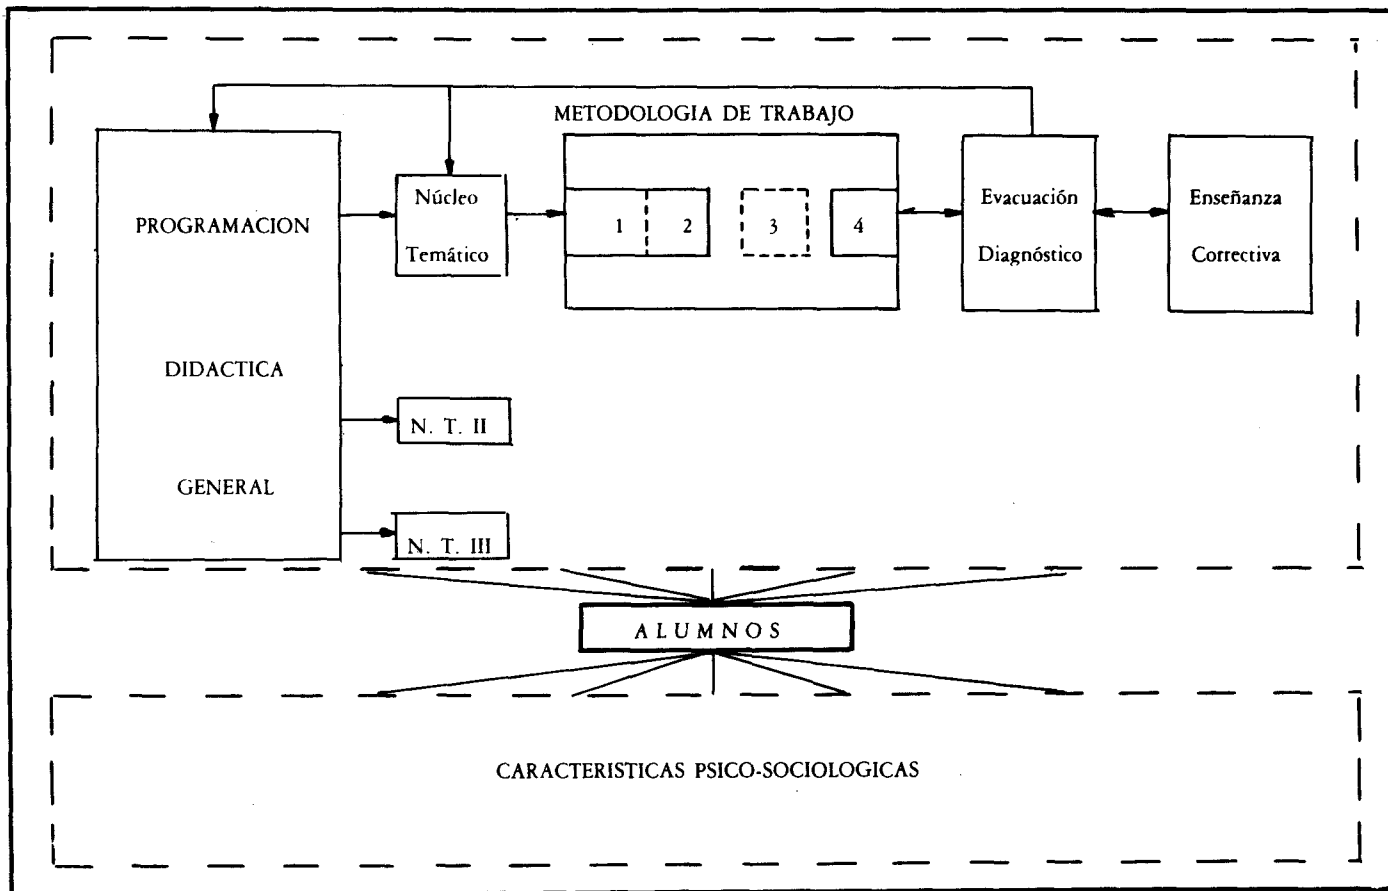 METODOLOGIA DE TRABAJO
PROGRAMACION
DIDACTICA
GENERAL
Núcleo
Temático
1 2 3 4
Evacuación
Diagnóstico
Enseñanza
Correctiva
N. T. II
N. T. III
ALUMNOS
CARACTERISTICAS PSICO-SOCIOLOGICAS